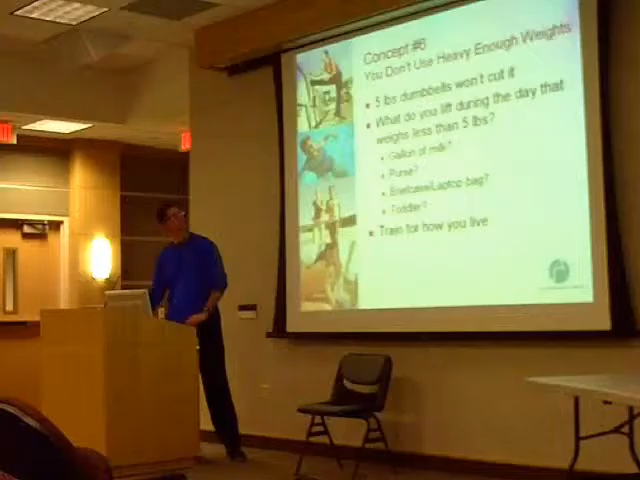 Concept #6
You Don't Use Heavy Enough Weights
5 lbs dumbbells won't cut it
What do you lift during the day that
weighs less than 5 lbs?
Gallon of milk?
Purse?
Briefcase/Laptop bag?
Toddler?
Train for how you live